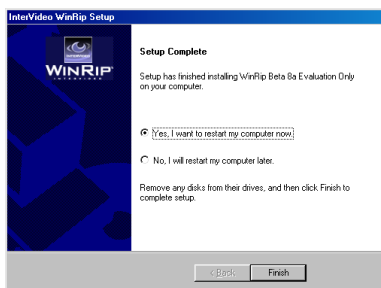 InterVideo WinRip Setup
WINRIP
Setup Complete
Setup has finished installing WinRip Beta 8a Evaluation Only
on your computer.
Yes, I want to restart my computer now.
No, I will restart my computer later.
Remove any disks from their drives, and then click Finish to
complete setup.
< Back
Finish